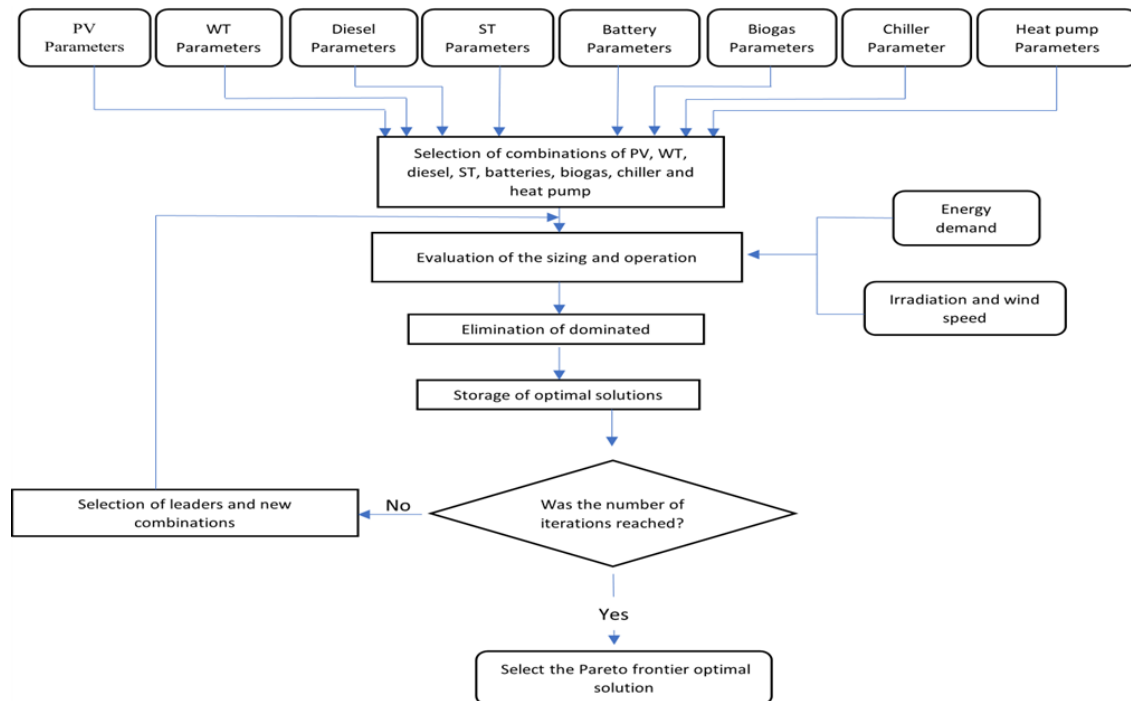 PV
Parameters
WT
Parameters
Diesel
Parameters
ST
Parameters
Battery
Parameters
Biogas
Parameters
Chiller
Parameter
Heat pump
Parameters
Selection of combinations of PV, WT,
diesel, ST, batteries, biogas, chiller and
heat pump
Energy
demand
Evaluation of the sizing and operation
Irradiation and wind
speed
Elimination of dominated
Storage of optimal solutions
Selection of leaders and new
combinations
No
Was the number of
iterations reached?
Yes
Select the Pareto frontier optimal
solution